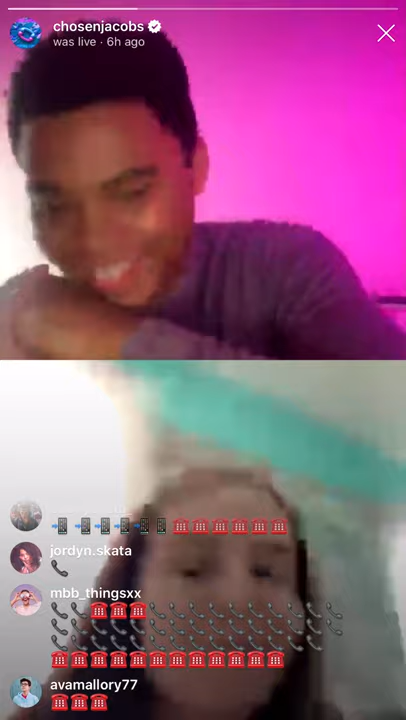 chosenjacobs
was live · 6h ago
📲📲📲📲📲📱☎️☎️☎️☎️☎️☎️
jordyn.skata
📞
mbb_thingsxx
avamallory77
☎️☎️☎️